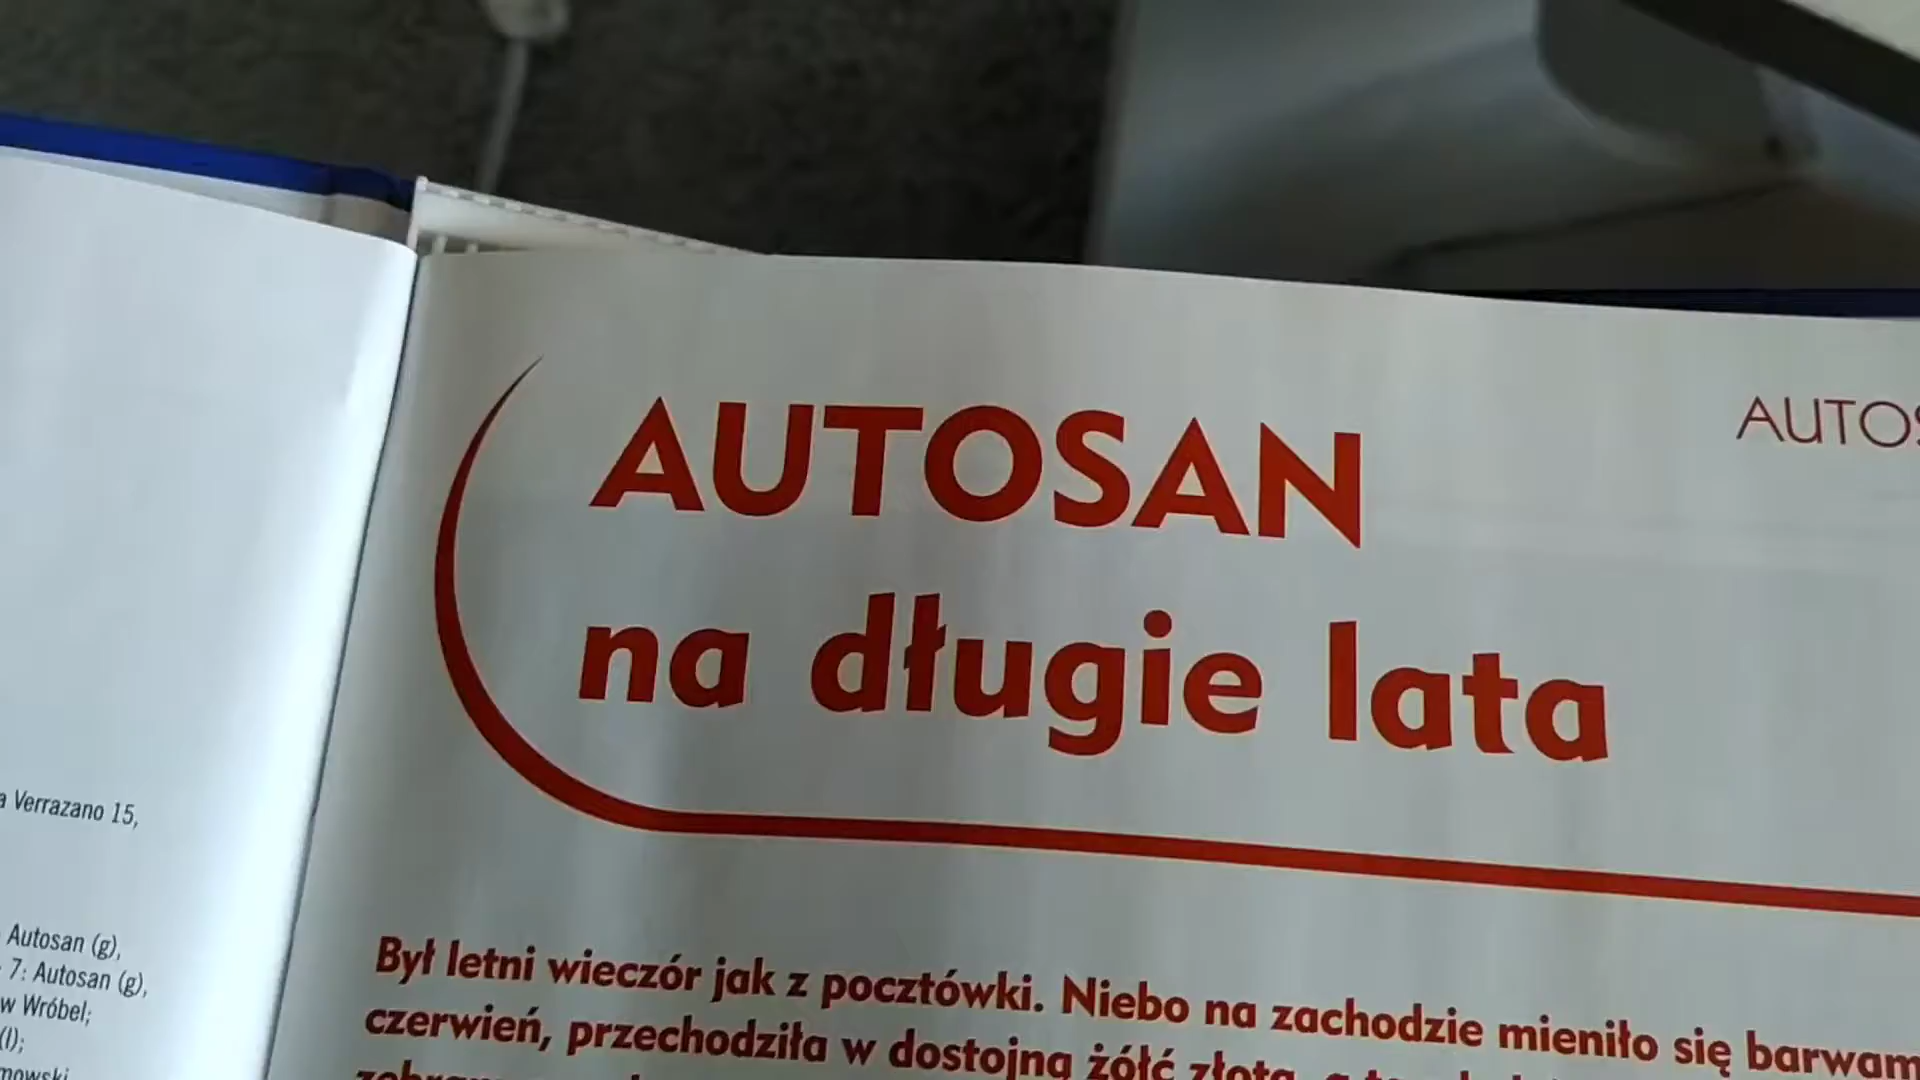 a Verrazano 15,
Autosan (g),
7: Autosan (g),
w Wróbel;
(l);
mowski
AUTOS
AUTOSAN
na długie lata
Był letni wieczór jak z pocztówki. Niebo na zachodzie mieniło się barwam
czerwień, przechodziła w dostojną żółć złota, a